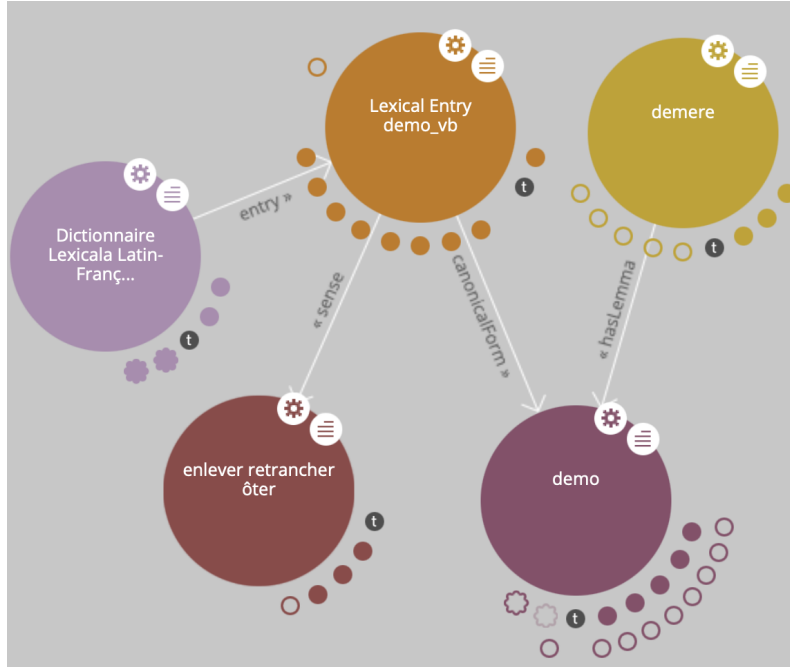 Lexical Entry
demo_vb
demere
t
Dictionnaire
Lexicala Latin-
Franç...
entry »
t
t
« sense
canonicalForm »
« hasLemma
enlever retrancher
ôter
demo
t
t